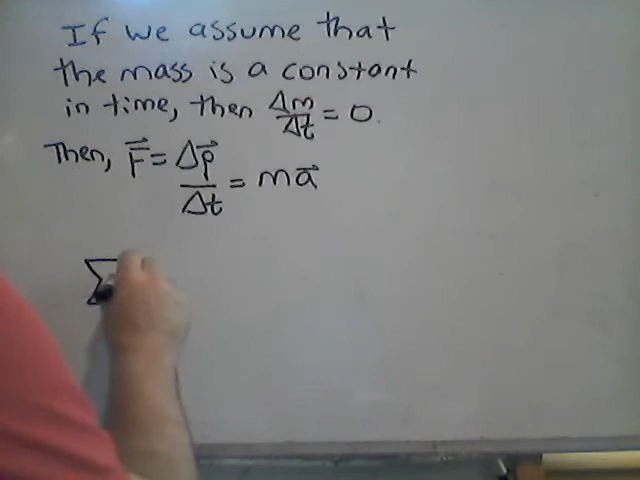 If we assume that
the mass is a constant
in time, then Δm/Δt = 0.
Then, F⃗ = Δp⃗/Δt = ma⃗
Σ